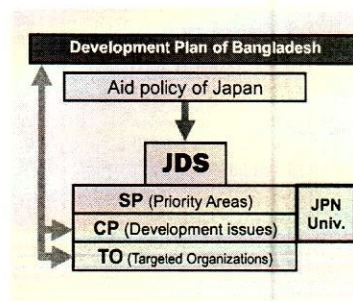 Development Plan of Bangladesh
Aid policy of Japan
JDS
SP (Priority Areas)
CP (Development issues)
TO (Targeted Organizations)
JPN
Univ.